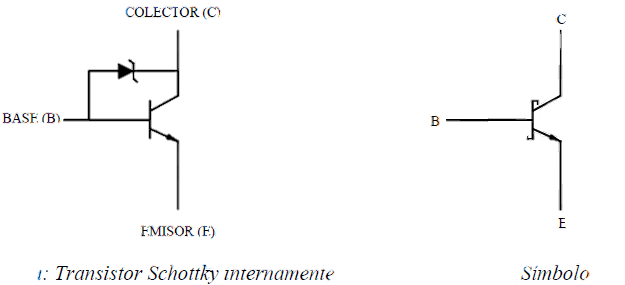 COLECTOR (C)
C
BASE (B)
B
EMISOR (E)
E
: Transistor Schottky internamente
Símbolo